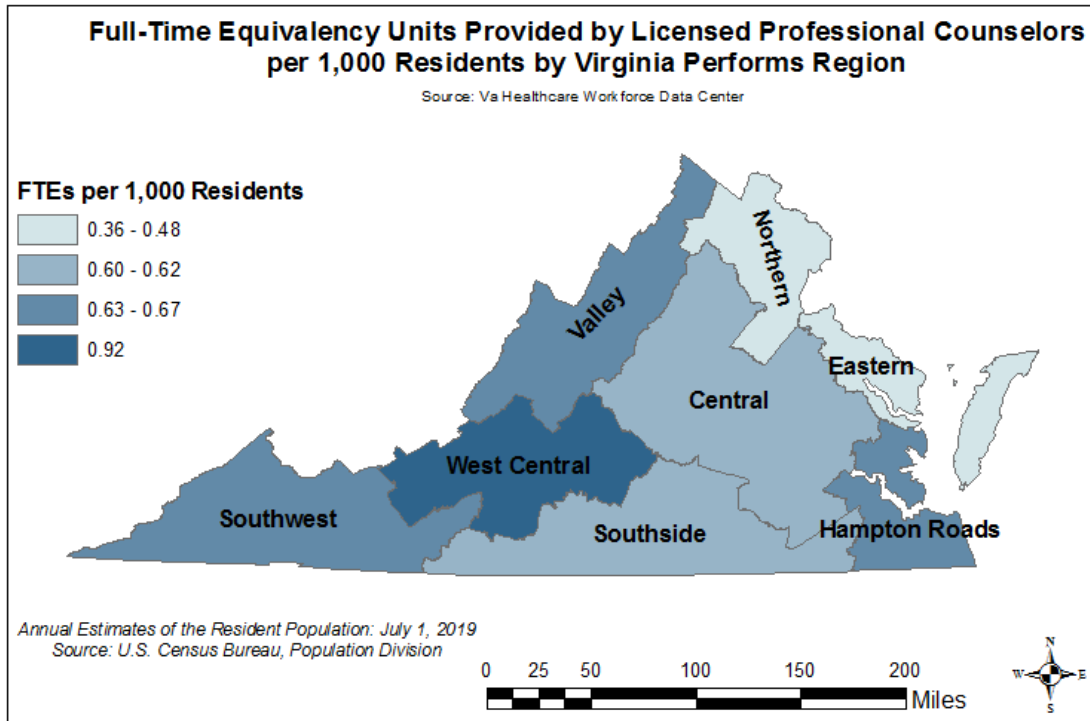 Full-Time Equivalency Units Provided by Licensed Professional Counselors
per 1,000 Residents by Virginia Performs Region
Source: Va Healthcare Workforce Data Center
FTEs per 1,000 Residents
0.36 - 0.48
0.60 - 0.62
0.63 - 0.67
0.92
Northern
Valley
Eastern
Central
West Central
Southwest
Southside
Hampton Roads
Annual Estimates of the Resident Population: July 1, 2019
Source: U.S. Census Bureau, Population Division
0 25 50 100 150 200
Miles
N
W E
S